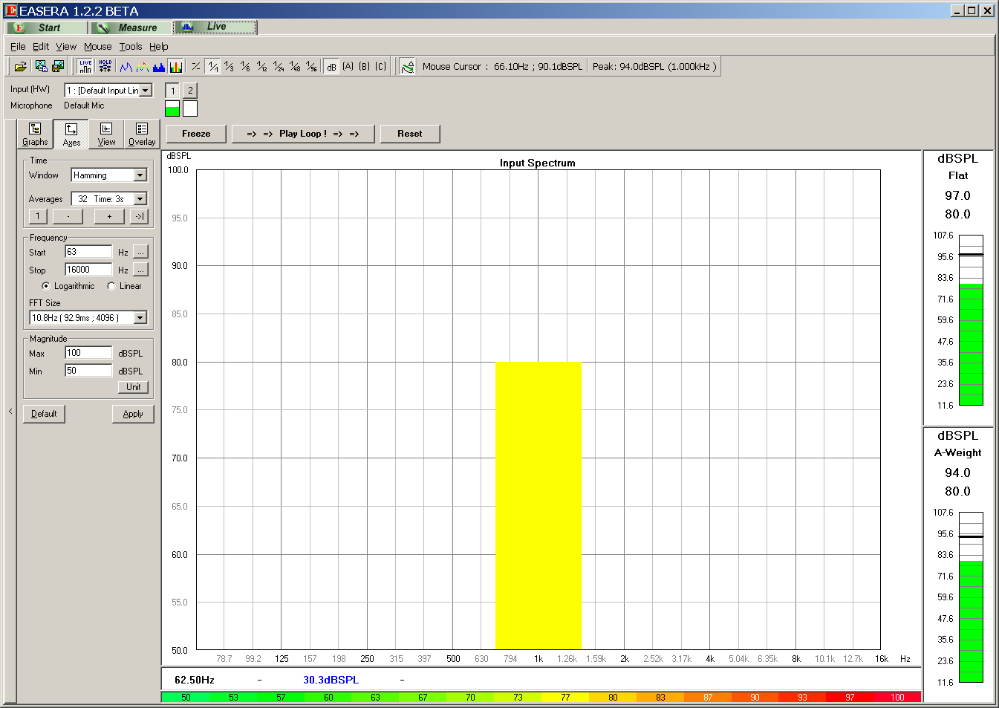 EASERA 1.2.2 BETA
Start Measure Live
File Edit View Mouse Tools Help
LIVE HOLD 1/1 1/3 1/6 1/12 1/24 1/48 1/96 dB (A) (B) (C) Mouse Cursor : 66.10Hz ; 90.1dBSPL Peak: 94.0dBSPL (1.000kHz )
Input (HW) 1 : [Default Input Lin 1 2
Microphone Default Mic
Graphs Axes View Overlay
Freeze => => Play Loop ! => => Reset
Time
Window Hamming
Averages 32 Time: 3s
1 - + ->|
Frequency
Start 63 Hz ...
Stop 16000 Hz ...
Logarithmic Linear
FFT Size
10.8Hz ( 92.9ms ; 4096 )
Magnitude
Max 100 dBSPL
Min 50 dBSPL
Unit
Default Apply
<
dBSPL
Input Spectrum
100.0
95.0
90.0
85.0
80.0
75.0
70.0
65.0
60.0
55.0
50.0
78.7 99.2 125 157 198 250 315 397 500 630 794 1k 1.26k 1.59k 2k 2.52k 3.17k 4k 5.04k 6.35k 8k 10.1k 12.7k 16k Hz
62.50Hz - 30.3dBSPL -
50 53 57 60 63 67 70 73 77 80 83 87 90 93 97 100
dBSPL
Flat
97.0
80.0
107.6
95.6
83.6
71.6
59.6
47.6
35.6
23.6
11.6
dBSPL
A-Weight
94.0
80.0
107.6
95.6
83.6
71.6
59.6
47.6
35.6
23.6
11.6